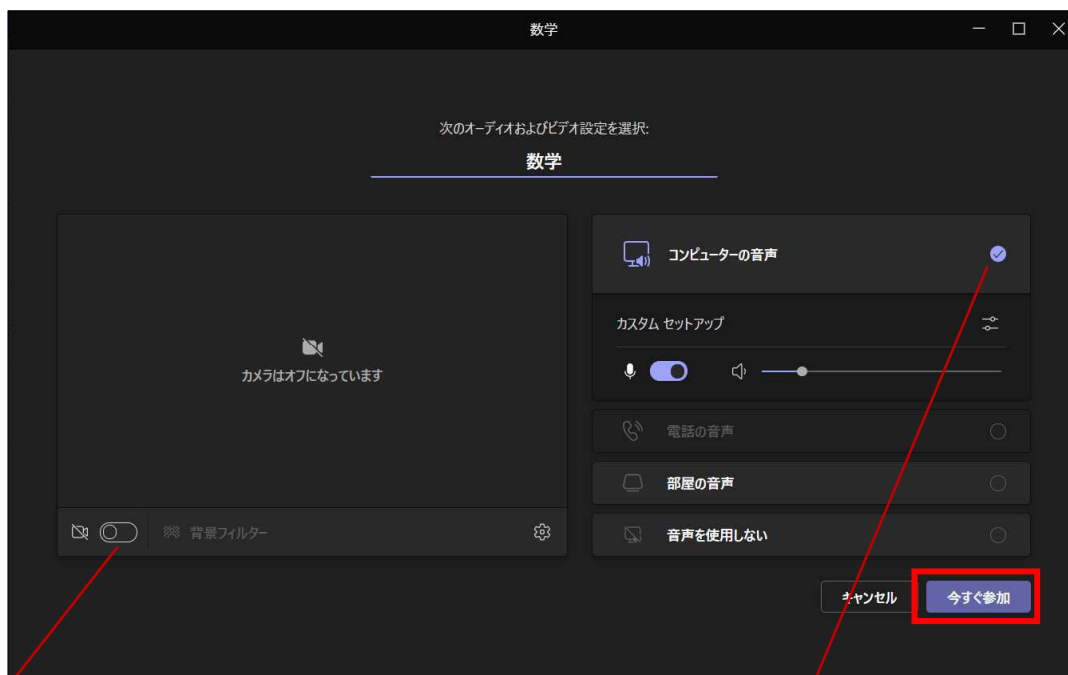 数学
次のオーディオおよびビデオ設定を選択:
数学
コンピューターの音声
カスタム セットアップ
カメラはオフになっています
電話の音声
部屋の音声
背景フィルター
音声を使用しない
キャンセル
今すぐ参加